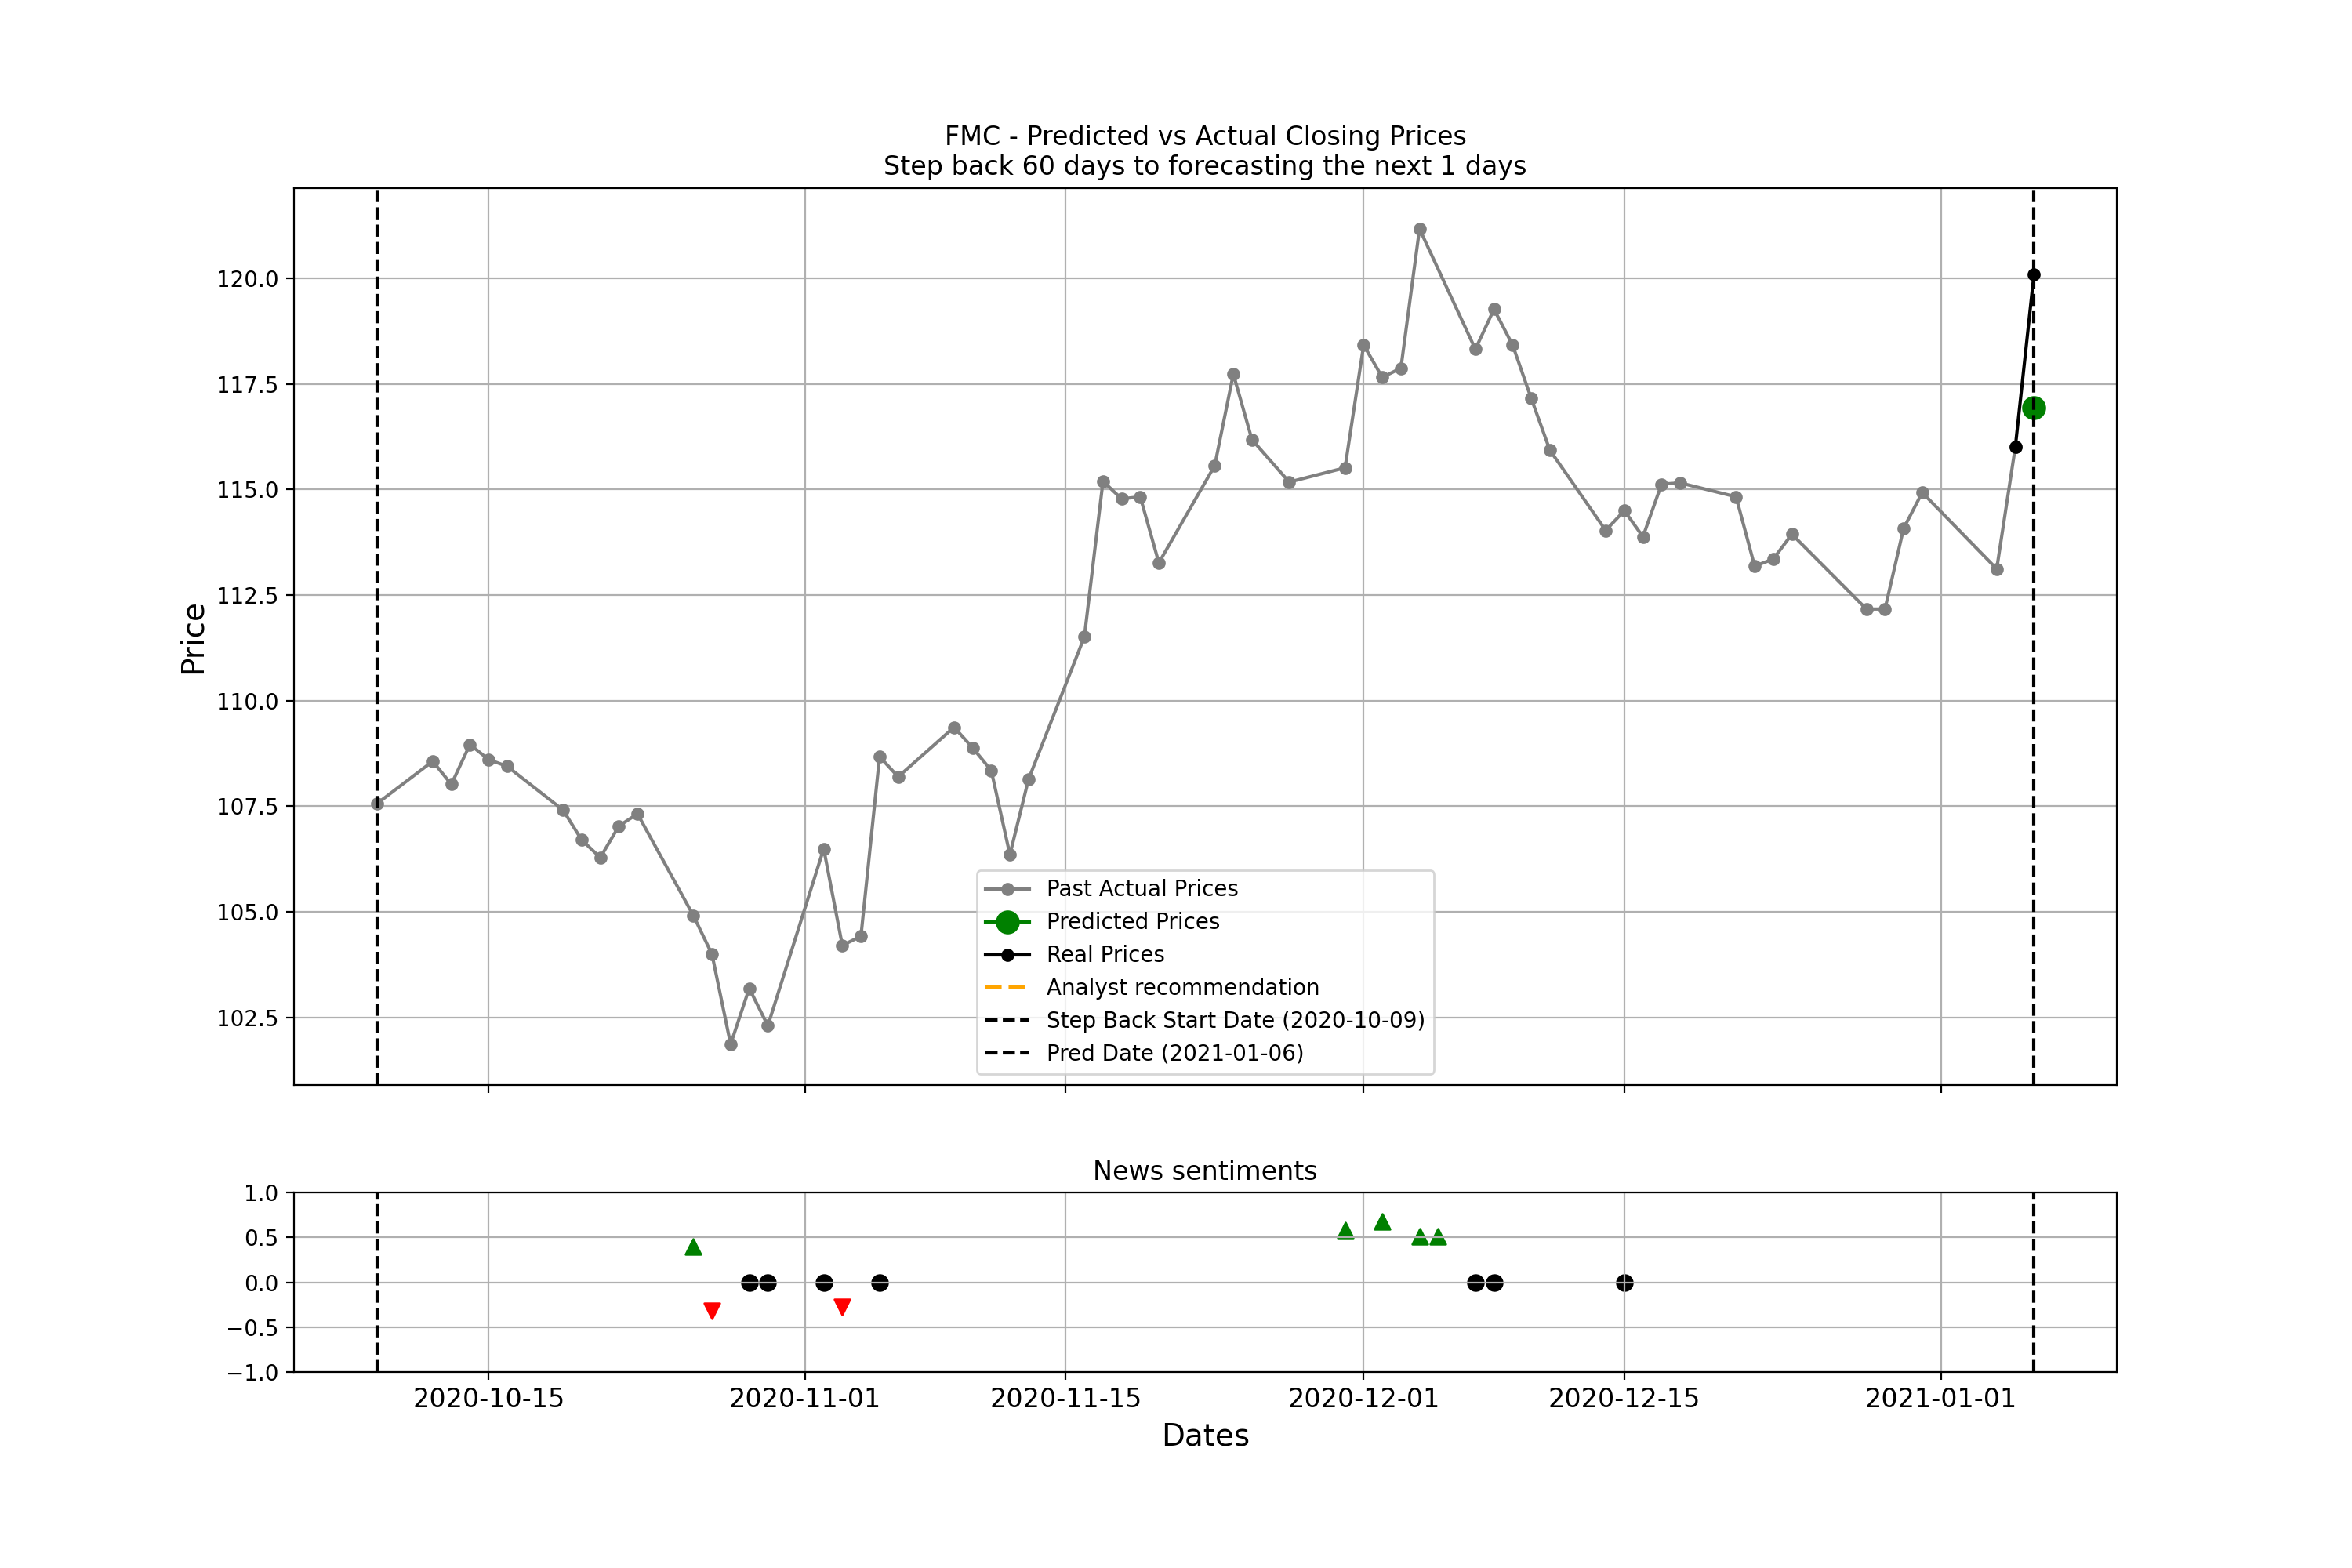 FMC - Predicted vs Actual Closing Prices
Step back 60 days to forecasting the next 1 days
Price
120.0
117.5
115.0
112.5
110.0
107.5
105.0
102.5
Past Actual Prices
Predicted Prices
Real Prices
Analyst recommendation
Step Back Start Date (2020-10-09)
Pred Date (2021-01-06)
News sentiments
1.0
0.5
0.0
−0.5
−1.0
2020-10-15 2020-11-01 2020-11-15 2020-12-01 2020-12-15 2021-01-01
Dates